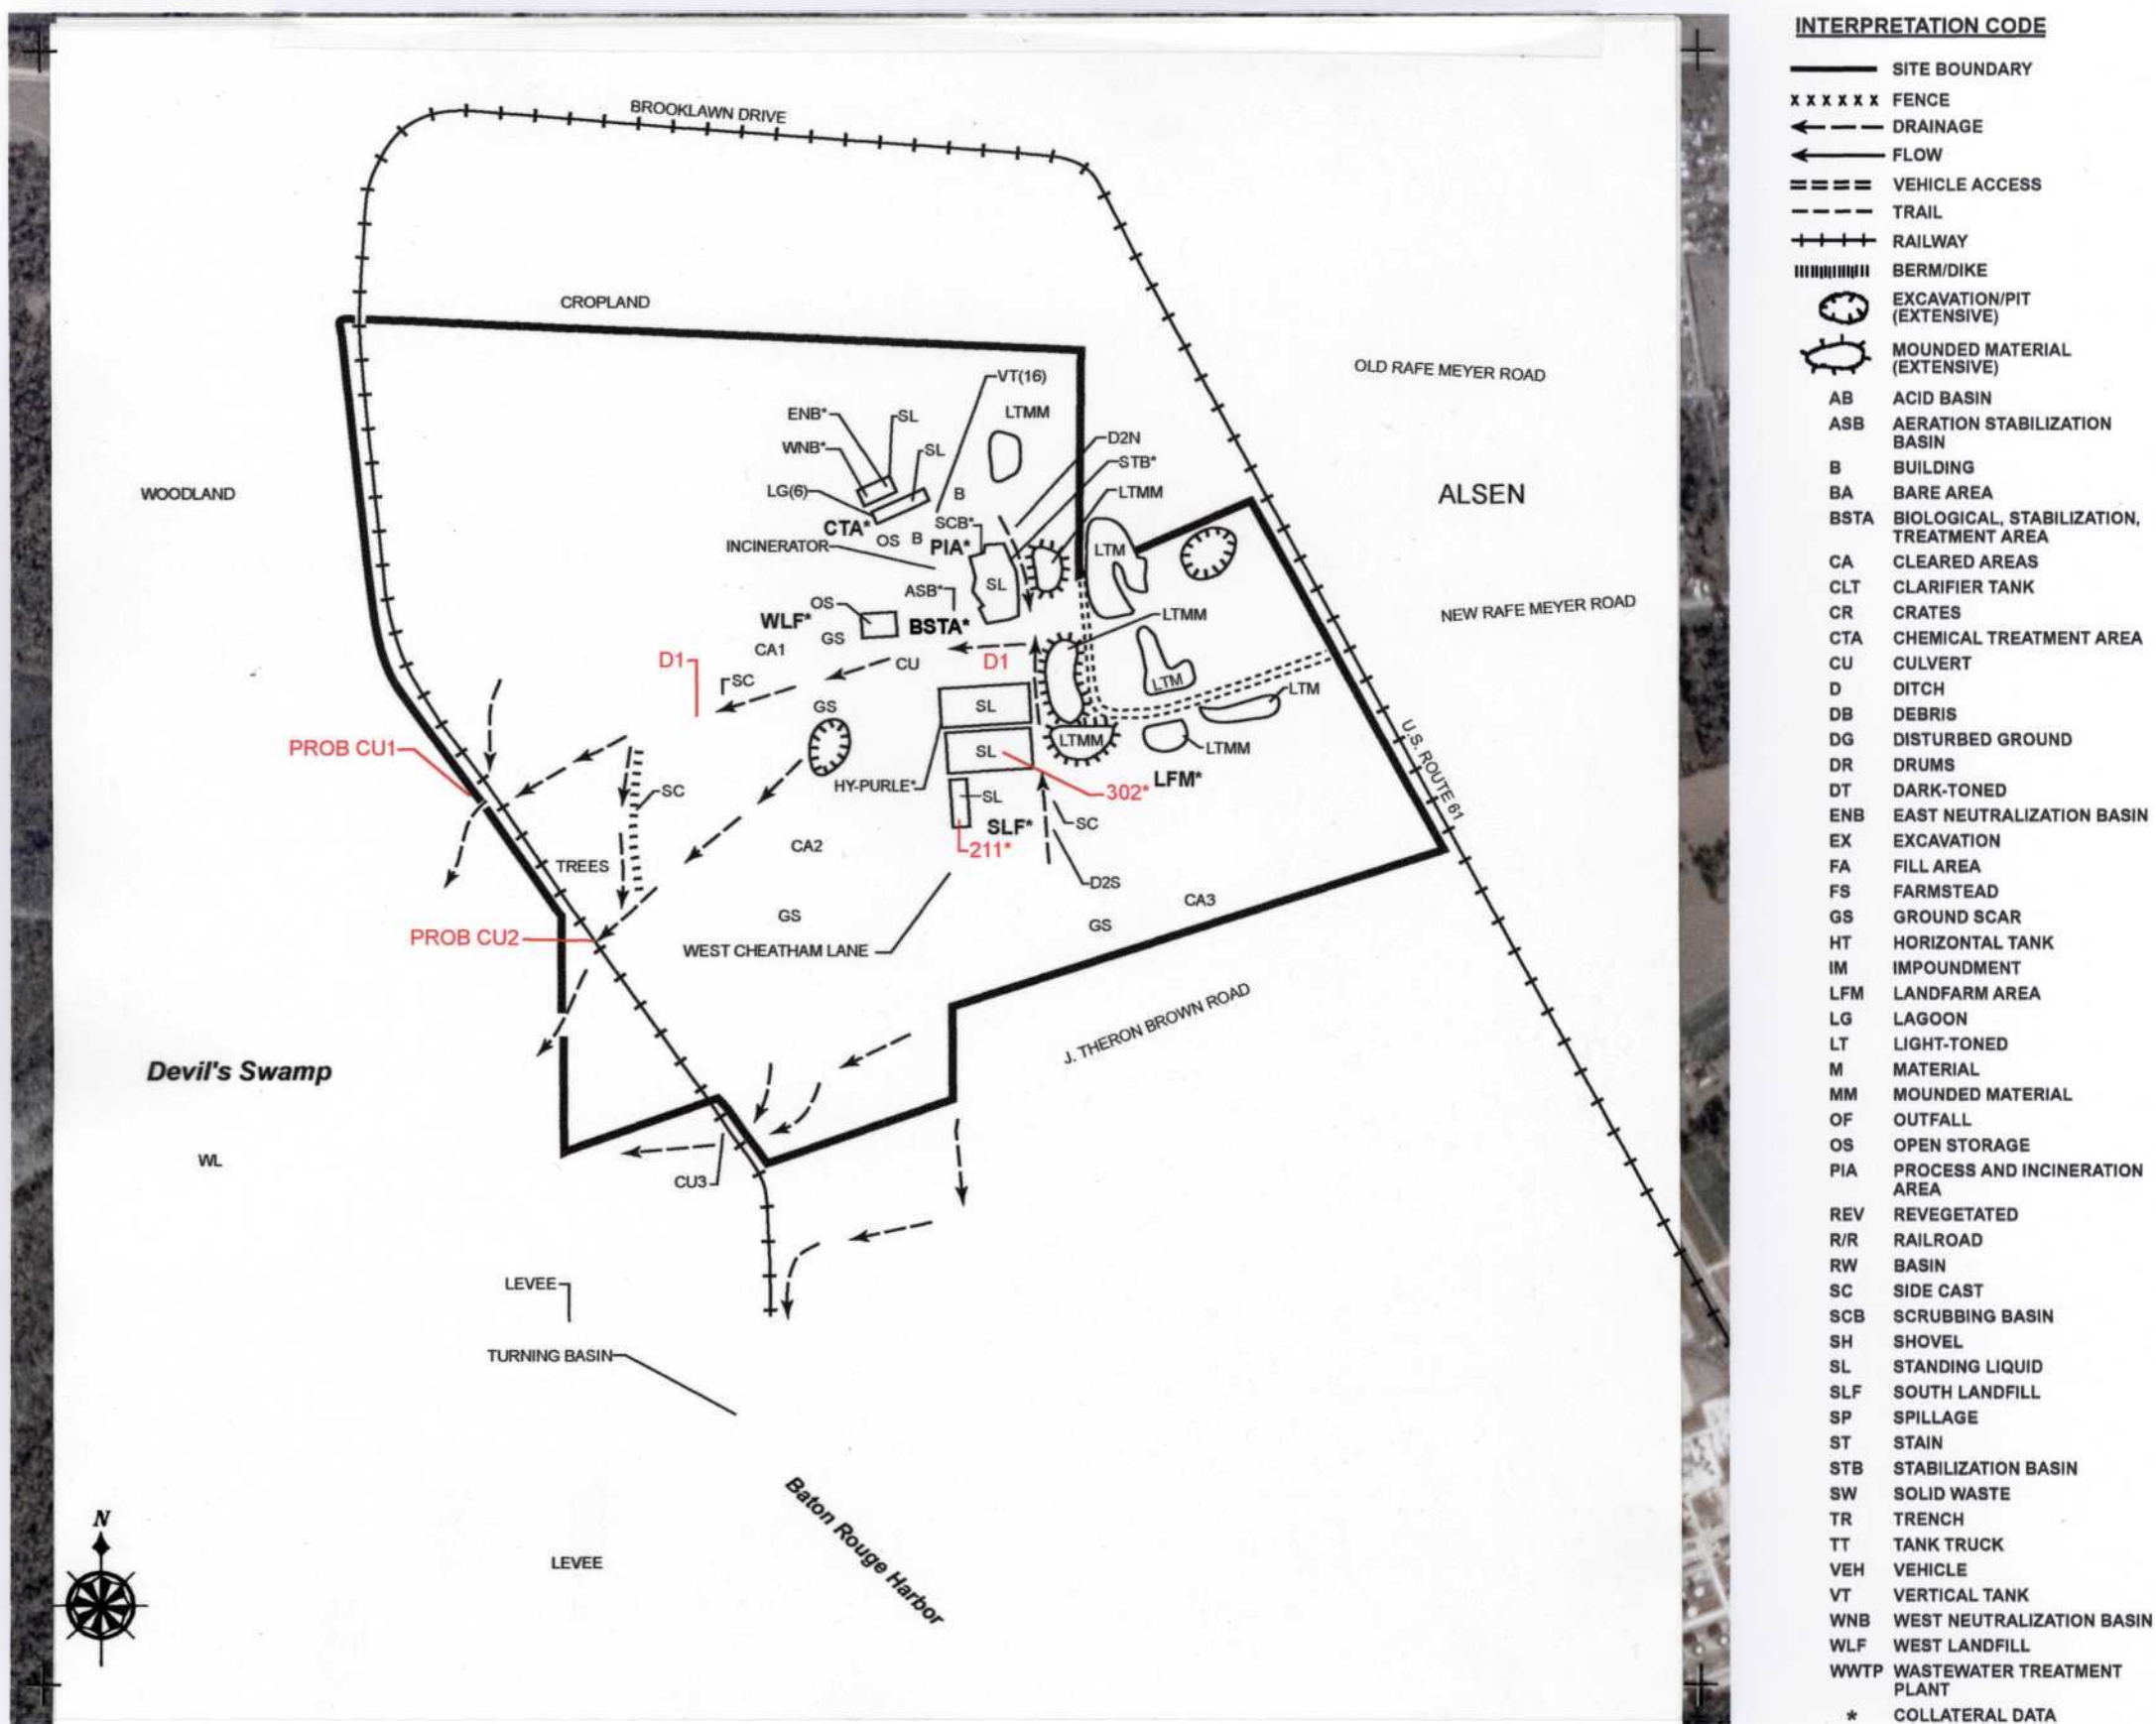 BROOKLAWN DRIVE
CROPLAND
OLD RAFE MEYER ROAD
VT(16)
ENB*
SL
LTMM
WNB*
SL
D2N
STB*
LG(6)
B
LTMM
WOODLAND
ALSEN
CTA*
SCB*
OS
B
PIA*
INCINERATOR
LTM
SL
ASB*
OS
WLF*
BSTA*
LTMM
NEW RAFE MEYER ROAD
GS
CA1
D1
CU
D1
SC
LTM
LTM
GS
SL
U.S. ROUTE 61
PROB CU1
LTMM
SL
LTMM
HY-PURLE*
LFM*
302*
SC
SL
SC
SLF*
211*
CA2
TREES
D2S
CA3
GS
GS
PROB CU2
WEST CHEATHAM LANE
J. THERON BROWN ROAD
Devil's Swamp
WL
CU3
LEVEE
TURNING BASIN
Baton Rouge Harbor
LEVEE
N
INTERPRETATION CODE
SITE BOUNDARY
FENCE
DRAINAGE
FLOW
VEHICLE ACCESS
TRAIL
RAILWAY
BERM/DIKE
EXCAVATION/PIT
(EXTENSIVE)
MOUNDED MATERIAL
(EXTENSIVE)
AB ACID BASIN
ASB AERATION STABILIZATION
BASIN
B BUILDING
BA BARE AREA
BSTA BIOLOGICAL, STABILIZATION,
TREATMENT AREA
CA CLEARED AREAS
CLT CLARIFIER TANK
CR CRATES
CTA CHEMICAL TREATMENT AREA
CU CULVERT
D DITCH
DB DEBRIS
DG DISTURBED GROUND
DR DRUMS
DT DARK-TONED
ENB EAST NEUTRALIZATION BASIN
EX EXCAVATION
FA FILL AREA
FS FARMSTEAD
GS GROUND SCAR
HT HORIZONTAL TANK
IM IMPOUNDMENT
LFM LANDFARM AREA
LG LAGOON
LT LIGHT-TONED
M MATERIAL
MM MOUNDED MATERIAL
OF OUTFALL
OS OPEN STORAGE
PIA PROCESS AND INCINERATION
AREA
REV REVEGETATED
R/R RAILROAD
RW BASIN
SC SIDE CAST
SCB SCRUBBING BASIN
SH SHOVEL
SL STANDING LIQUID
SLF SOUTH LANDFILL
SP SPILLAGE
ST STAIN
STB STABILIZATION BASIN
SW SOLID WASTE
TR TRENCH
TT TANK TRUCK
VEH VEHICLE
VT VERTICAL TANK
WNB WEST NEUTRALIZATION BASIN
WLF WEST LANDFILL
WWTP WASTEWATER TREATMENT
PLANT
* COLLATERAL DATA